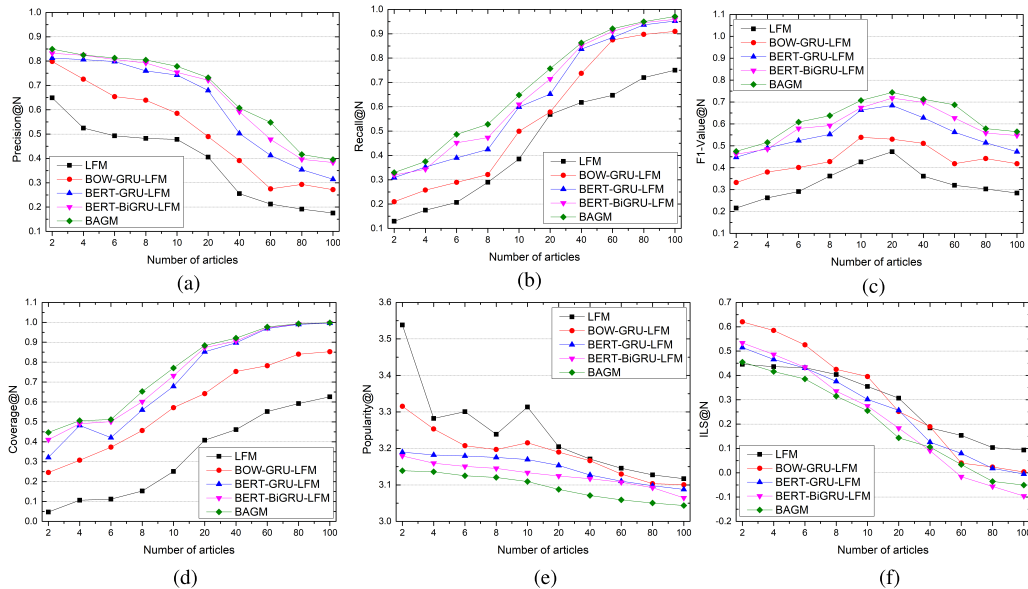 1.0
0.9
0.8
0.7
0.6
0.5
0.4
0.3
0.2
0.1
Precision@N
LFM
BOW-GRU-LFM
BERT-GRU-LFM
BERT-BiGRU-LFM
BAGM
2 4 6 8 10 20 40 60 80 100
Number of articles
(a)
1.0
0.9
0.8
0.7
0.6
0.5
0.4
0.3
0.2
0.1
Recall@N
LFM
BOW-GRU-LFM
BERT-GRU-LFM
BERT-BiGRU-LFM
BAGM
2 4 6 8 10 20 40 60 80 100
Number of articles
(b)
1.1
1.0
0.9
0.8
0.7
0.6
0.5
0.4
0.3
0.2
0.1
F1-Value@N
LFM
BOW-GRU-LFM
BERT-GRU-LFM
BERT-BiGRU-LFM
BAGM
2 4 6 8 10 20 40 60 80 100
Number of articles
(c)
1.1
1.0
0.9
0.8
0.7
0.6
0.5
0.4
0.3
0.2
0.1
0.0
Coverage@N
LFM
BOW-GRU-LFM
BERT-GRU-LFM
BERT-BiGRU-LFM
BAGM
2 4 6 8 10 20 40 60 80 100
Number of articles
(d)
3.6
3.5
3.4
3.3
3.2
3.1
3.0
Popularity@N
LFM
BOW-GRU-LFM
BERT-GRU-LFM
BERT-BiGRU-LFM
BAGM
2 4 6 8 10 20 40 60 80 100
Number of articles
(e)
0.7
0.6
0.5
0.4
0.3
0.2
0.1
0.0
-0.1
-0.2
ILS@N
LFM
BOW-GRU-LFM
BERT-GRU-LFM
BERT-BiGRU-LFM
BAGM
2 4 6 8 10 20 40 60 80 100
Number of articles
(f)